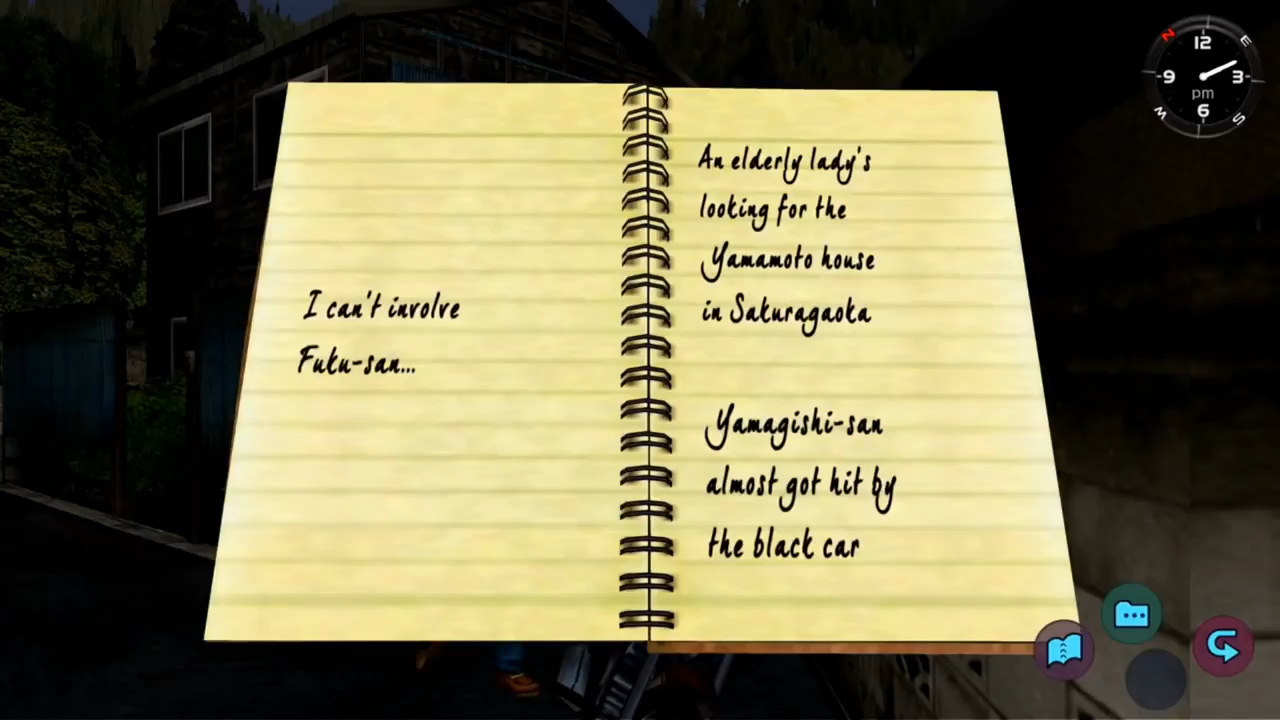 I can't involve
Fuku-san...
An elderly lady's
looking for the
Yamamoto house
in Sakuragaoka
Yamagishi-san
almost got hit by
the black car
N
12
E
9
3
pm
W
6
S